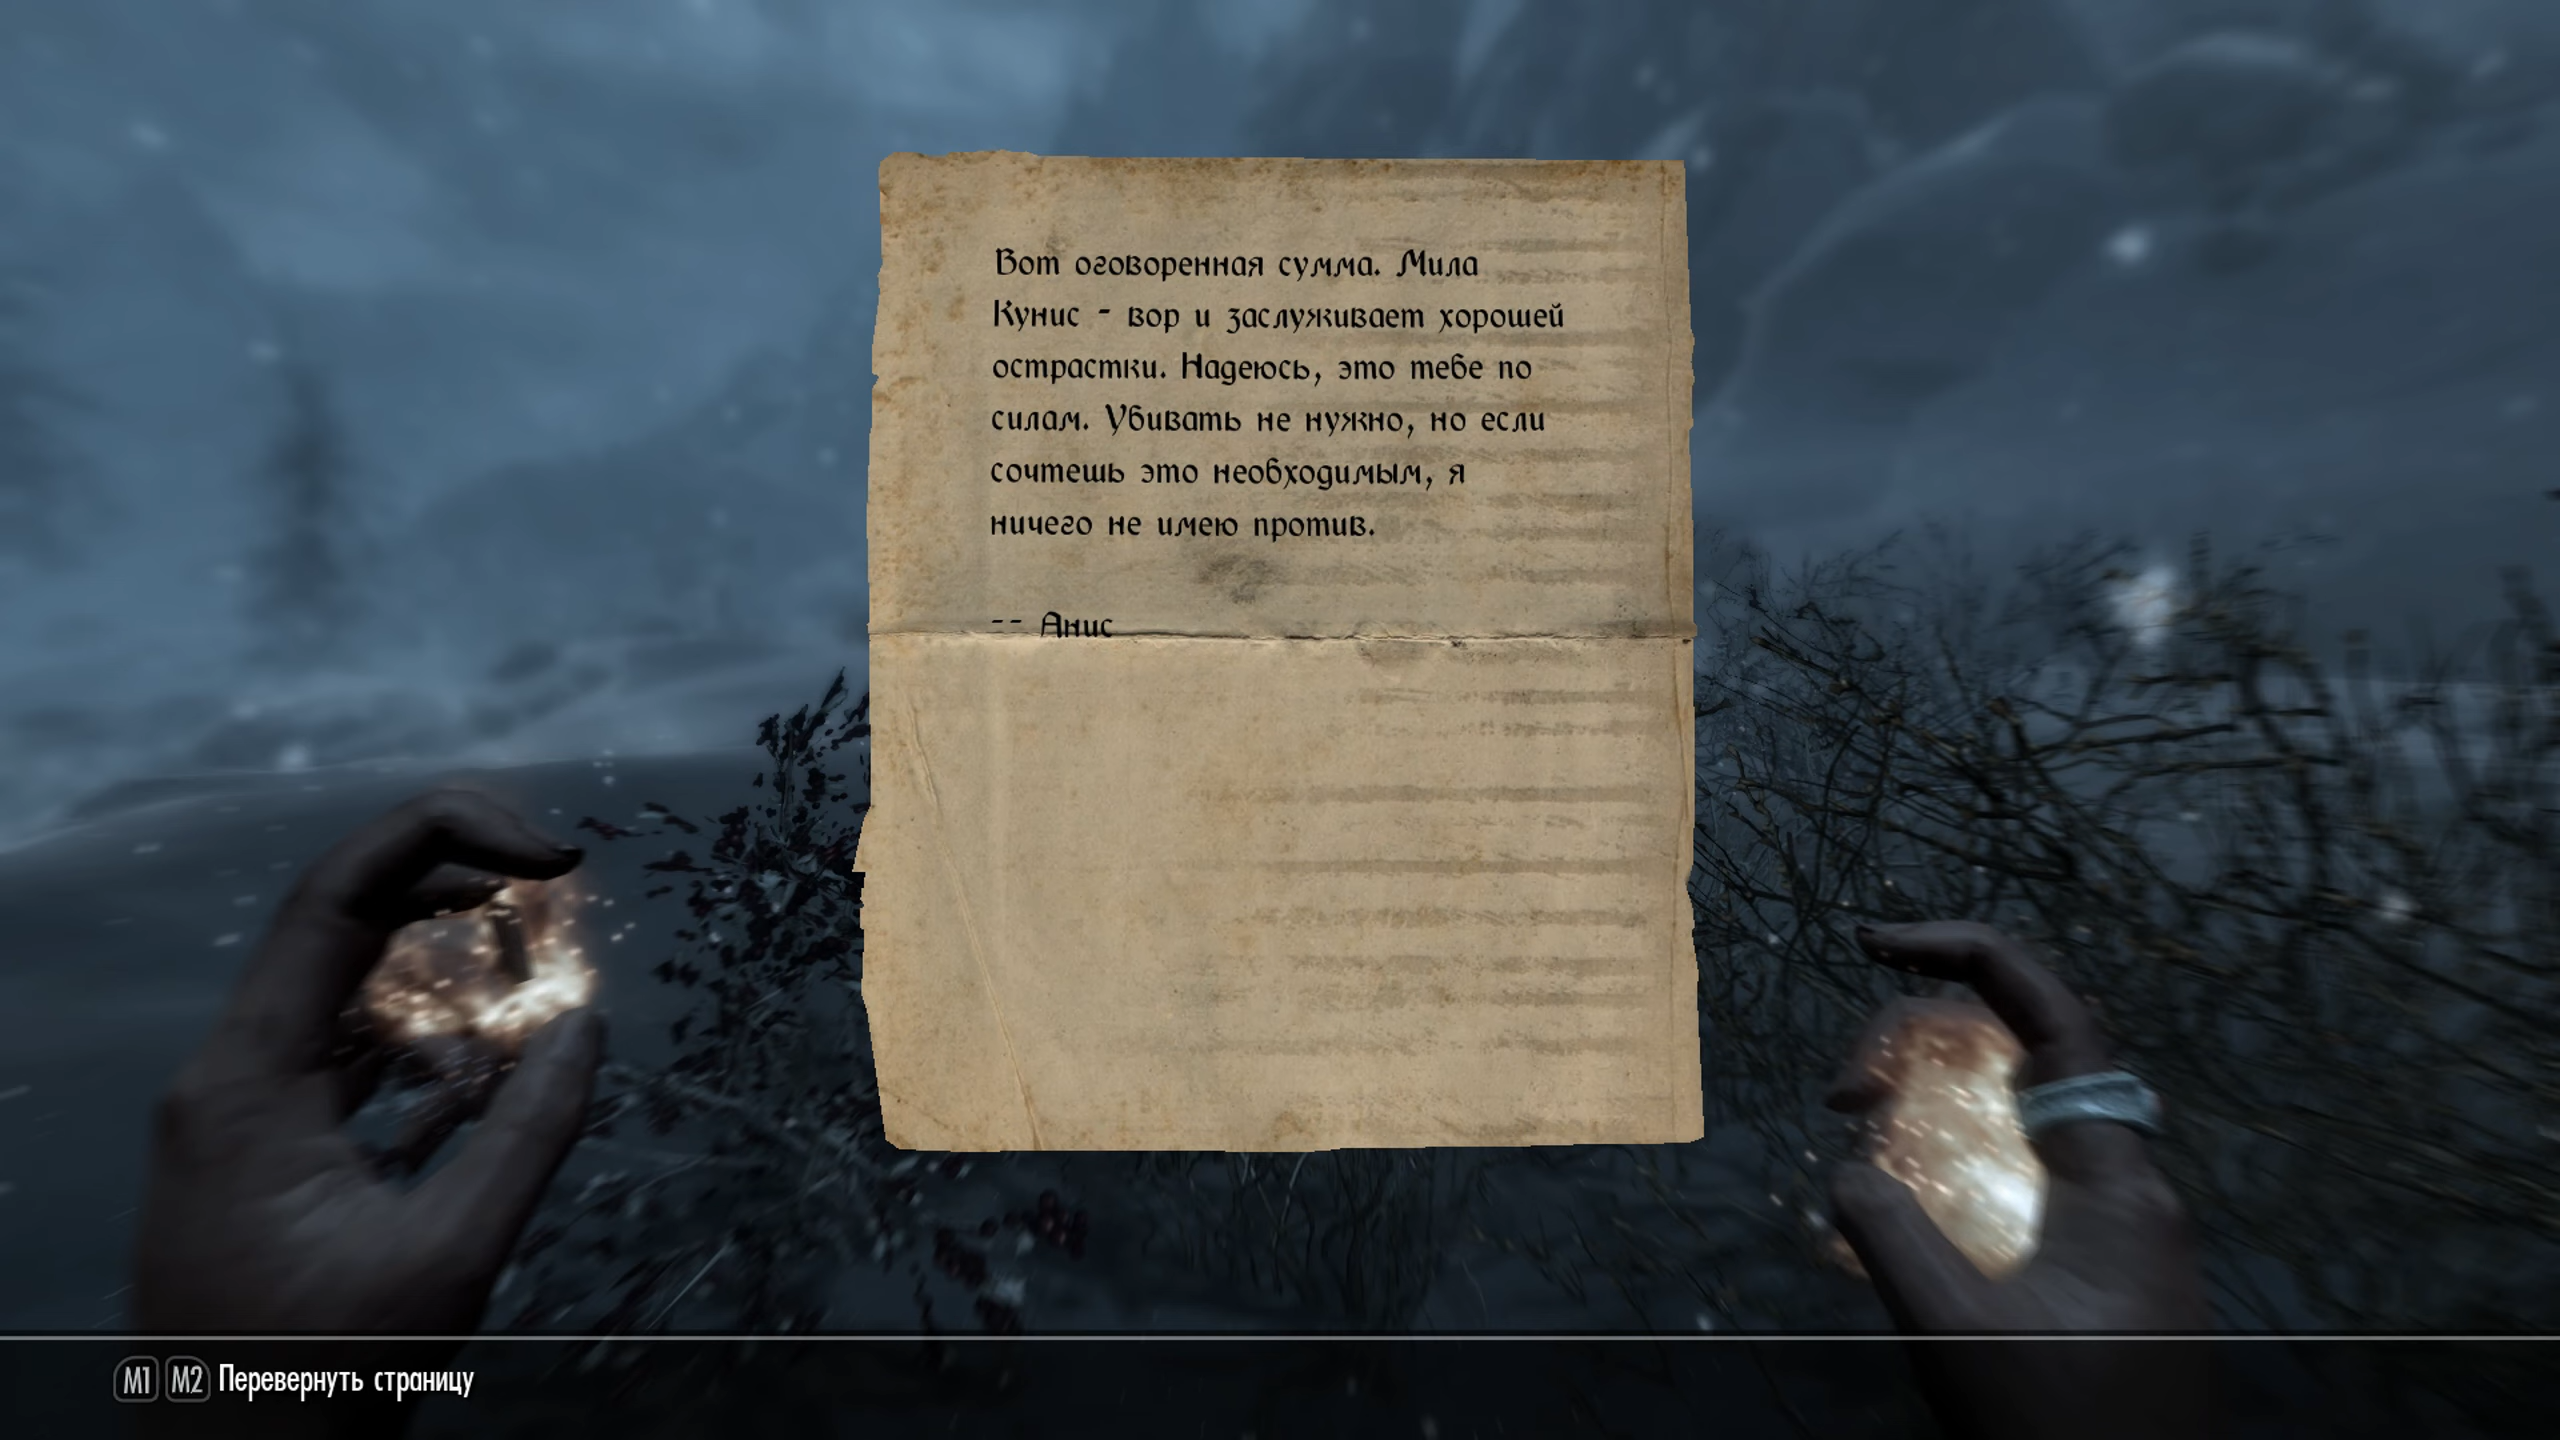 Вот оговоренная сумма. Мила
Кунис - вор и заслуживает хорошей
острастки. Надеюсь, это тебе по
силам. Убивать не нужно, но если
сочтешь это необходимым, я
ничего не имею против.
-- Анис
M1 M2 Перевернуть страницу